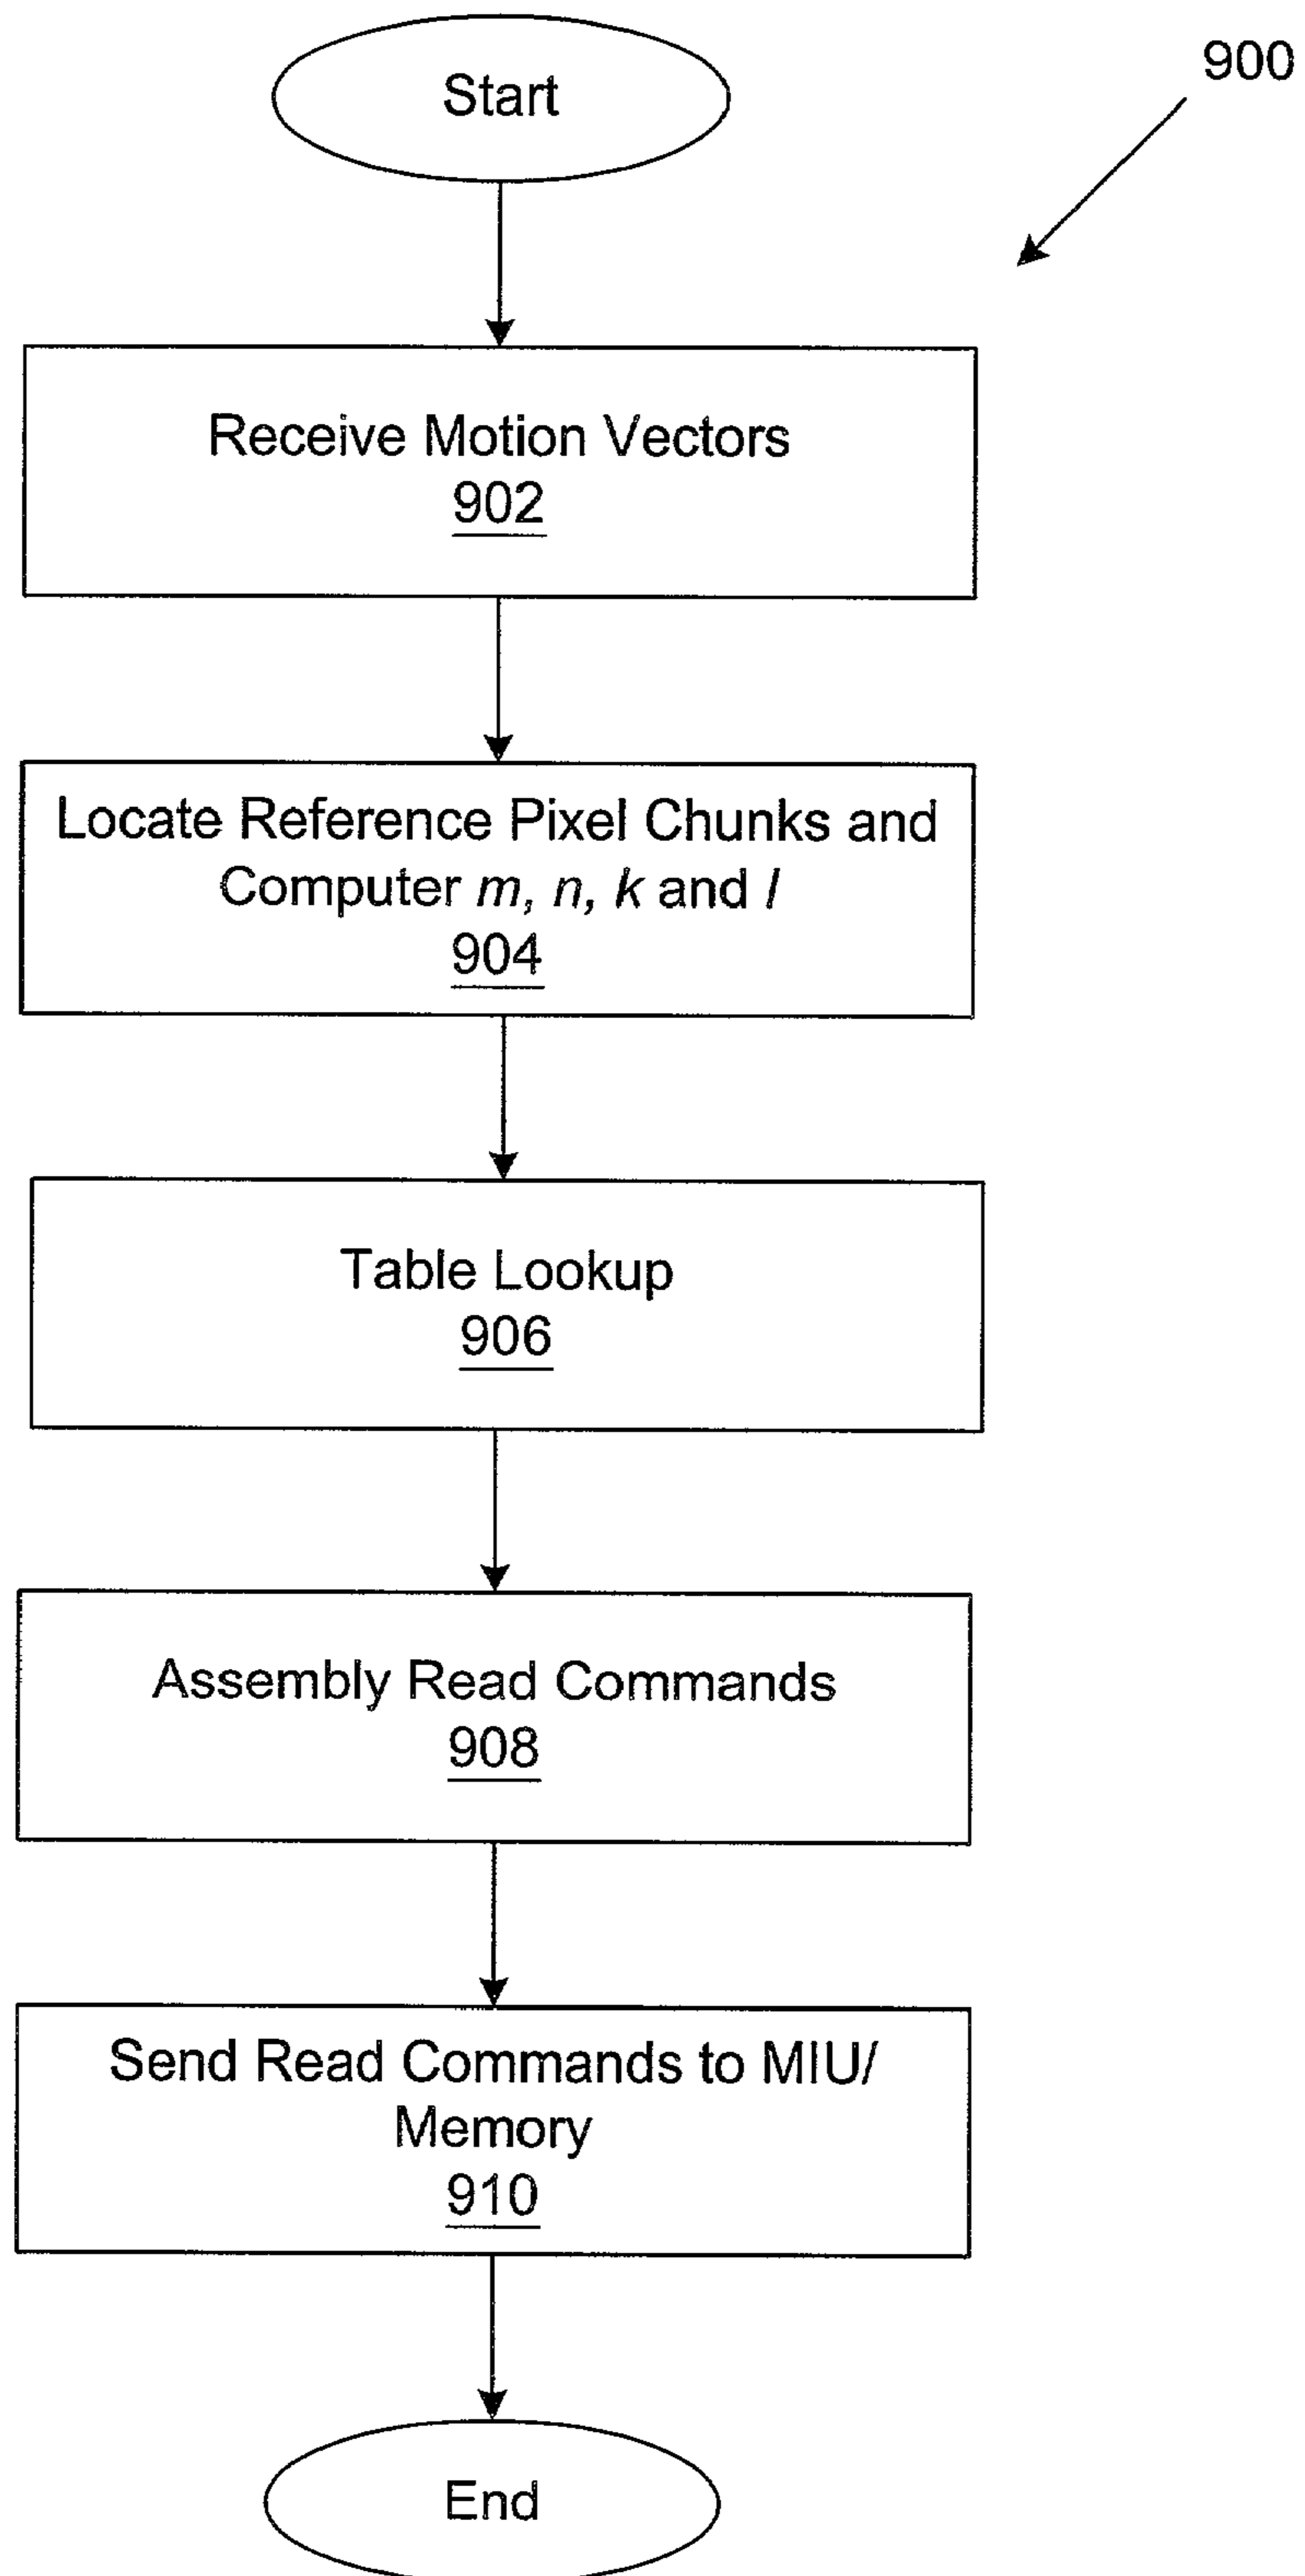 Start
900
Receive Motion Vectors
902
Locate Reference Pixel Chunks and
Computer m, n, k and l
904
Table Lookup
906
Assembly Read Commands
908
Send Read Commands to MIU/
Memory
910
End